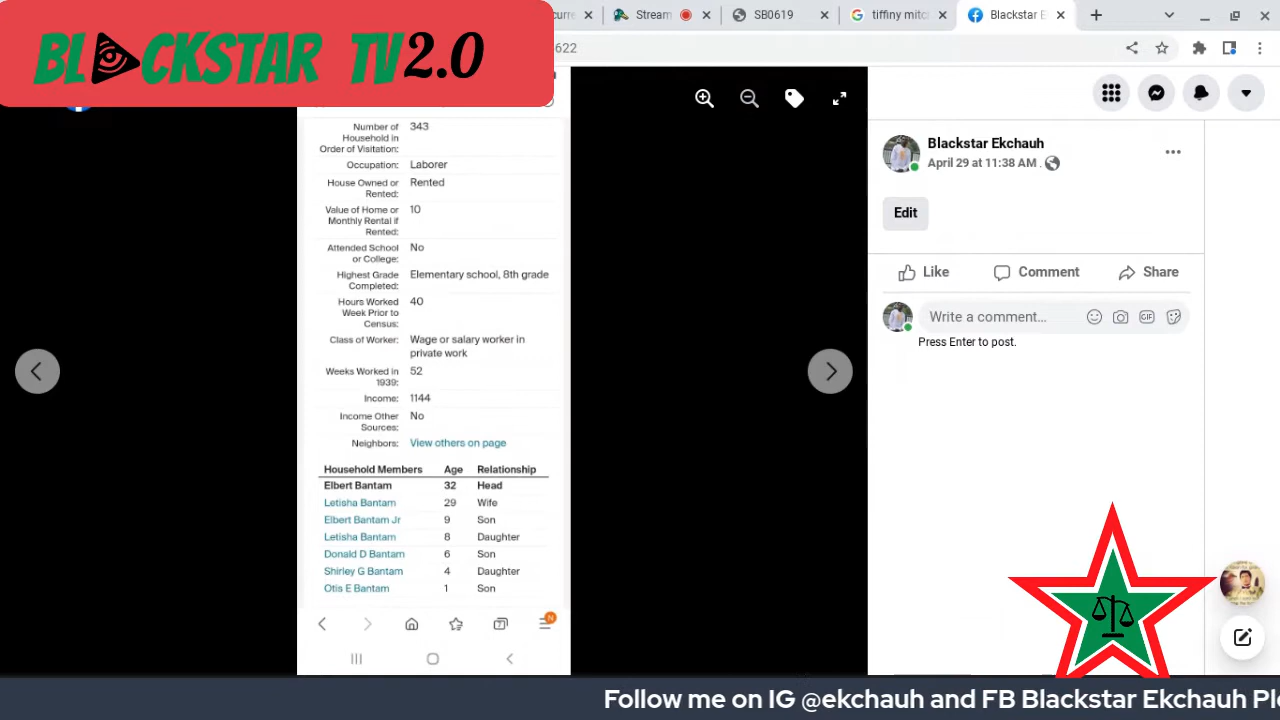 BLACKSTAR TV 2.0
curre
Stream
SB0619
tiffiny mitc
Blackstar E
622
Number of Household in Order of Visitation: 343
Occupation: Laborer
House Owned or Rented: Rented
Value of Home or Monthly Rental if Rented: 10
Attended School or College: No
Highest Grade Completed: Elementary school, 8th grade
Hours Worked Week Prior to Census: 40
Class of Worker: Wage or salary worker in private work
Weeks Worked in 1939: 52
Income: 1144
Income Other Sources: No
Neighbors: View others on page
Household Members Age Relationship
Elbert Bantam 32 Head
Letisha Bantam 29 Wife
Elbert Bantam Jr 9 Son
Letisha Bantam 8 Daughter
Donald D Bantam 6 Son
Shirley G Bantam 4 Daughter
Otis E Bantam 1 Son
7
N
Blackstar Ekchauh
April 29 at 11:38 AM ·
Edit
Like Comment Share
Write a comment…
GIF
Press Enter to post.
Follow me on IG @ekchauh and FB Blackstar Ekchauh Ple